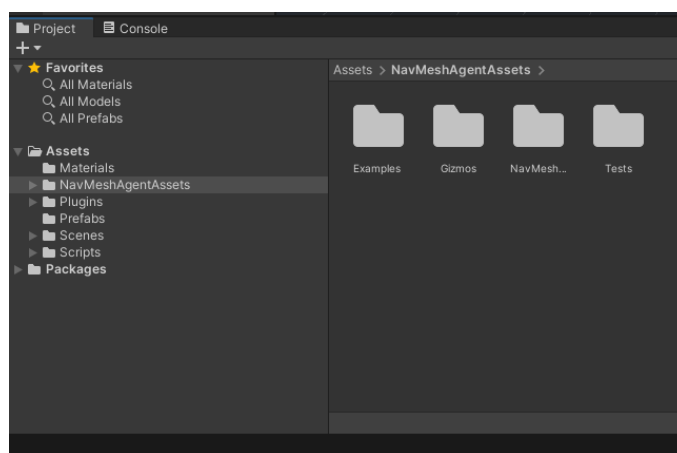 Project
Console
Favorites
All Materials
All Models
All Prefabs
Assets
Materials
NavMeshAgentAssets
Plugins
Prefabs
Scenes
Scripts
Packages
Assets > NavMeshAgentAssets >
Examples
Gizmos
NavMesh...
Tests